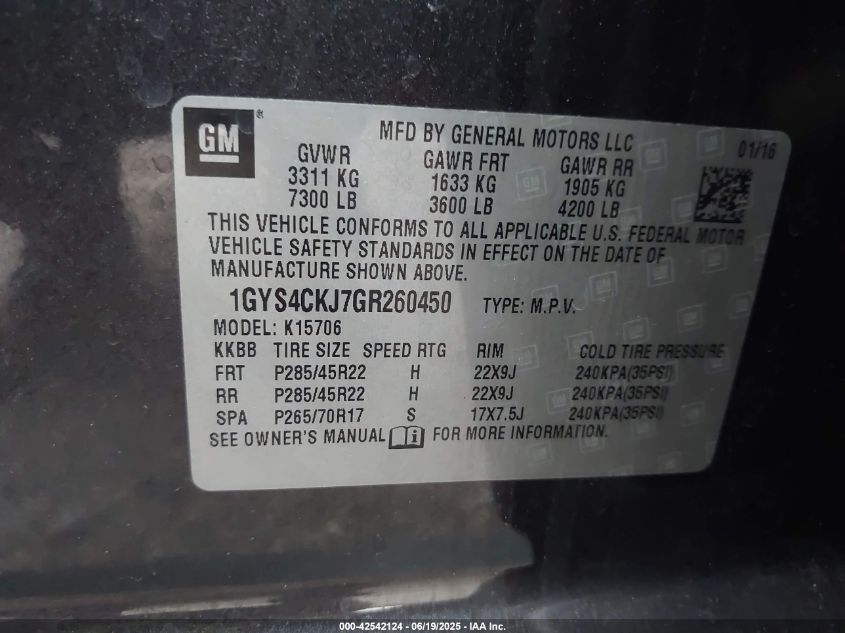 GM®
MFD BY GENERAL MOTORS LLC
01/16
GVWR GAWR FRT GAWR RR
3311 KG 1633 KG 1905 KG
7300 LB 3600 LB 4200 LB
THIS VEHICLE CONFORMS TO ALL APPLICABLE U.S. FEDERAL MOTOR
VEHICLE SAFETY STANDARDS IN EFFECT ON THE DATE OF
MANUFACTURE SHOWN ABOVE.
1GYS4CKJ7GR260450 TYPE: M.P.V.
MODEL: K15706
KKBB TIRE SIZE SPEED RTG RIM COLD TIRE PRESSURE
FRT P285/45R22 H 22X9J 240KPA(35PSI)
RR P285/45R22 H 22X9J 240KPA(35PSI)
SPA P265/70R17 S 17X7.5J 240KPA(35PSI)
SEE OWNER'S MANUAL FOR MORE INFORMATION.
000-42542124 - 06/19/2025 - IAA Inc.